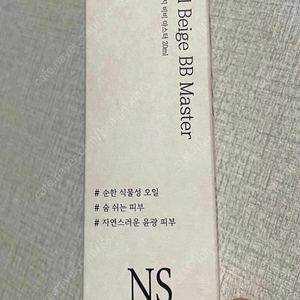 Beige BB Master
비비 마스터 20ml
# 순한 식물성 오일
# 숨 쉬는 피부
# 자연스러운 윤광 피부
NS